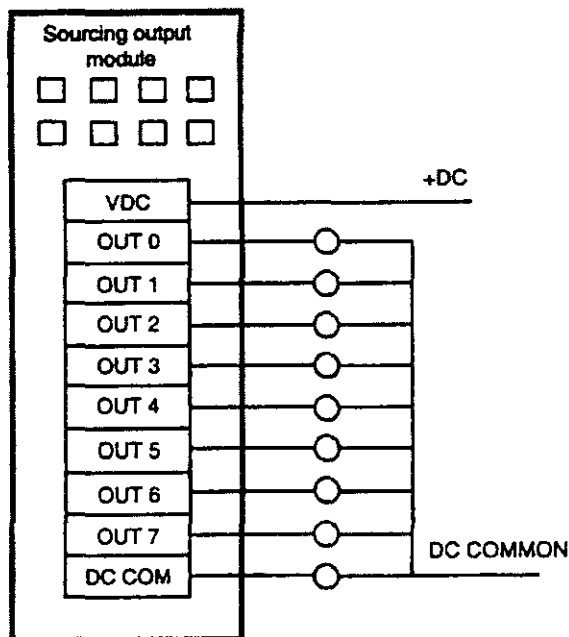 Sourcing output
module
+DC
VDC
OUT 0
OUT 1
OUT 2
OUT 3
OUT 4
OUT 5
OUT 6
OUT 7
DC COMMON
DC COM